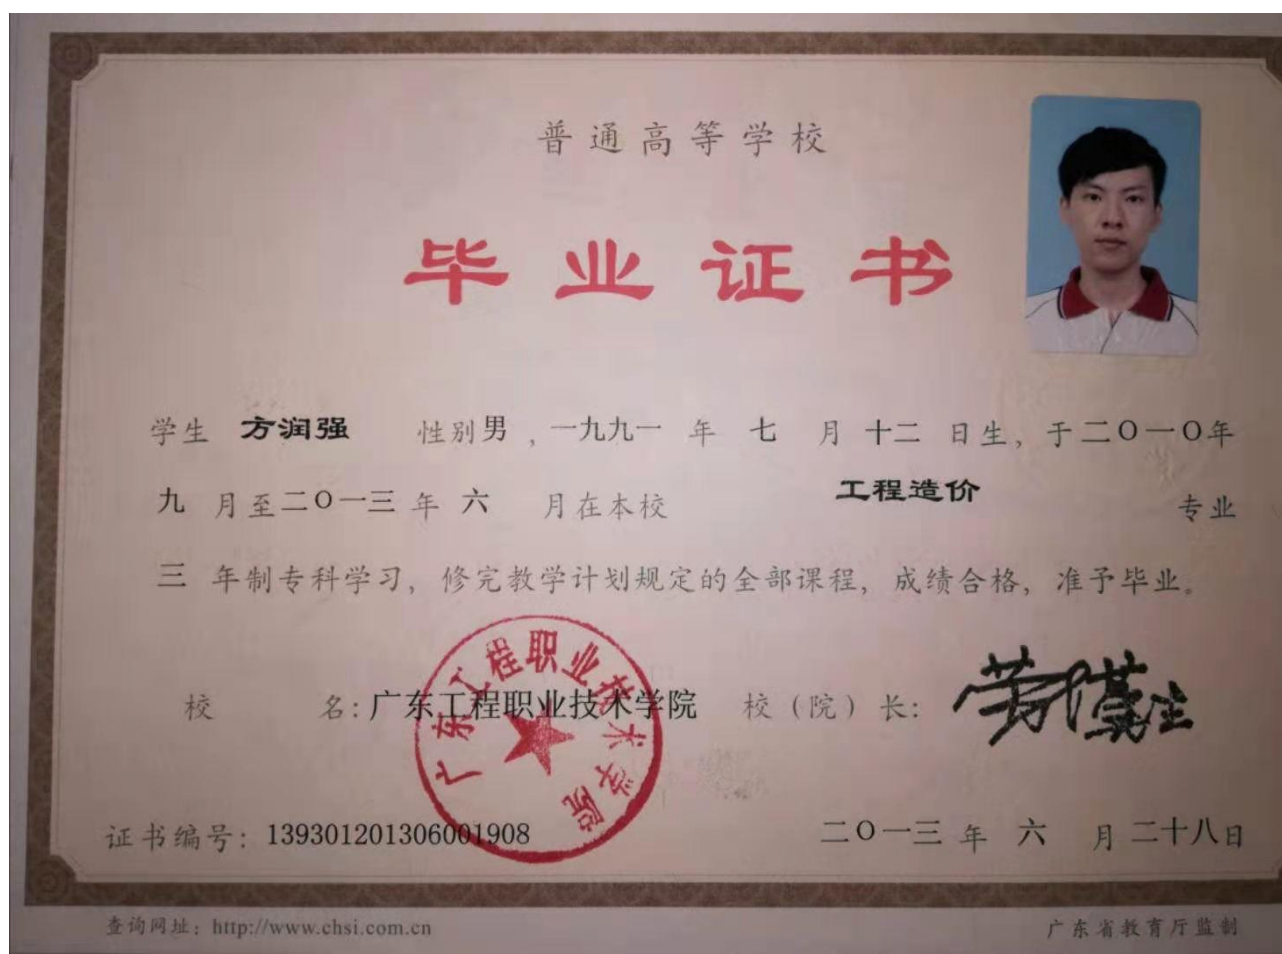 普通高等学校
毕业证书
学生 方润强 性别男，一九九一 年 七 月 十二 日生，于二〇一〇年
九 月至二〇一三 年 六 月在本校 工程造价 专业
三 年制专科学习，修完教学计划规定的全部课程，成绩合格，准予毕业。
校 名：广东工程职业技术学院 校（院）长：
广东工程职业技术学院
证书编号：139301201306001908 二〇一三 年 六 月 二十八日
查询网址：http://www.chsi.com.cn 广东省教育厅监制